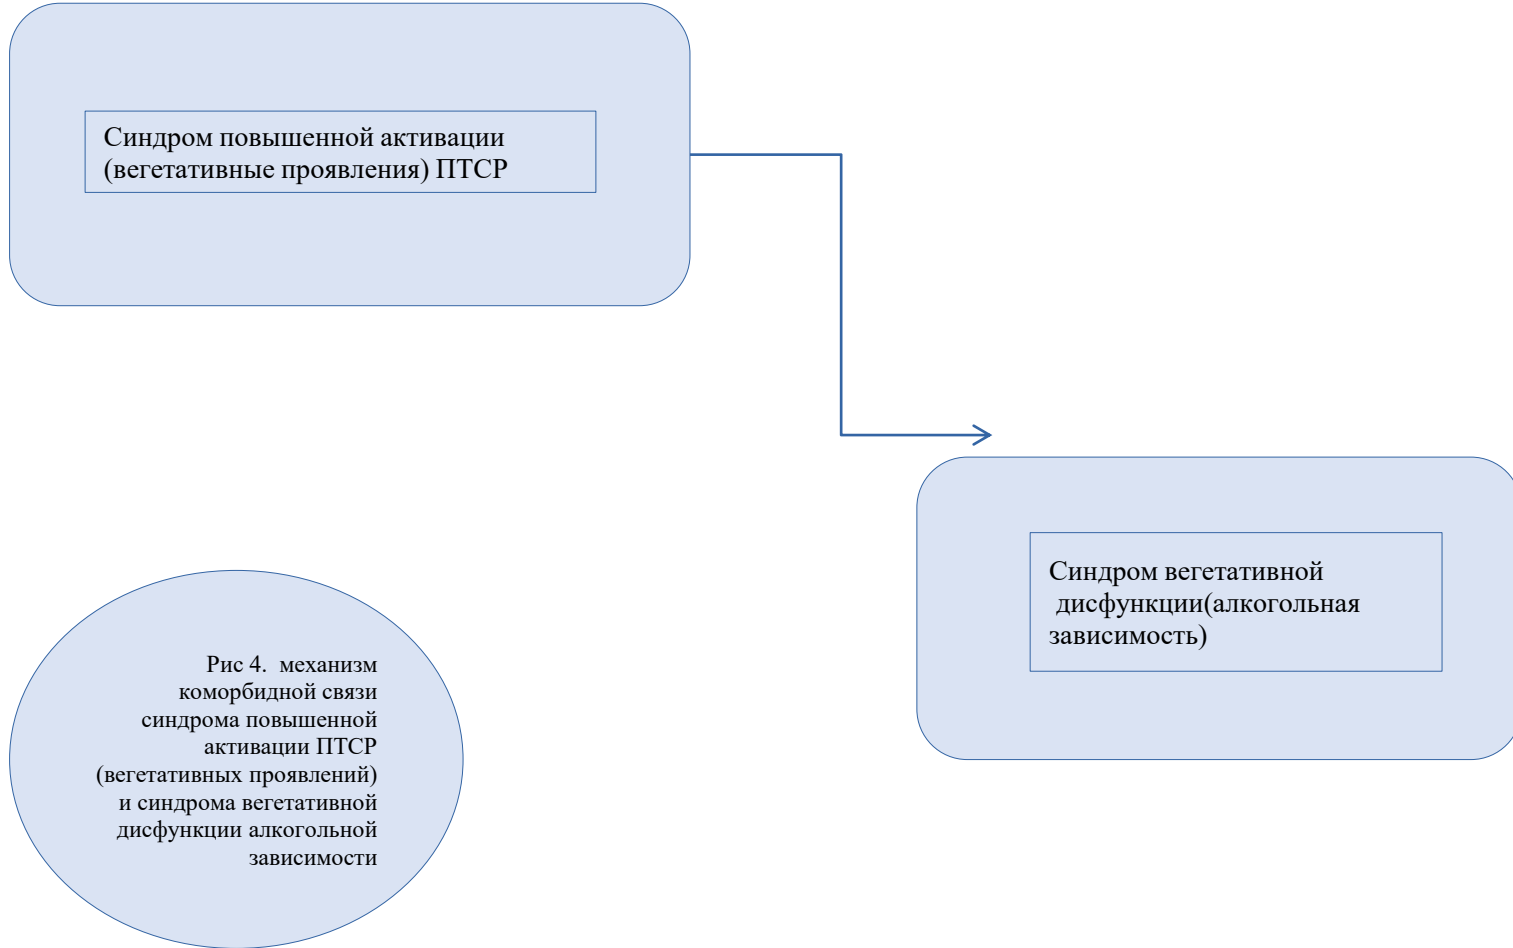 Синдром повышенной активации
(вегетативные проявления) ПТСР
Синдром вегетативной
дисфункции(алкогольная
зависимость)
Рис 4.  механизм
коморбидной связи
синдрома повышенной
активации ПТСР
(вегетативных проявлений)
и синдрома вегетативной
дисфункции алкогольной
зависимости